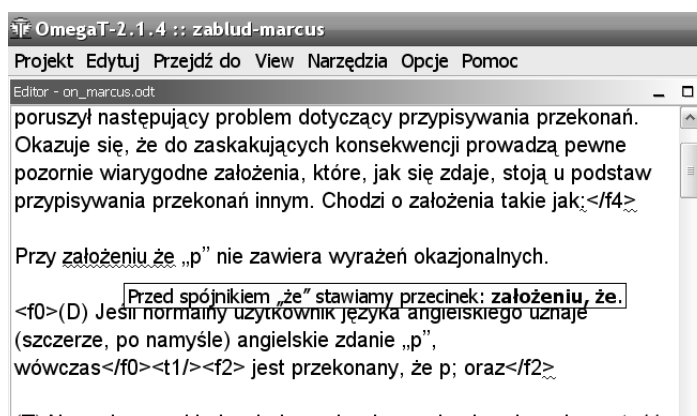 OmegaT-2.1.4 :: zablud-marcus
Projekt Edytuj Przejdź do View Narzędzia Opcje Pomoc
Editor - on_marcus.odt
poruszył następujący problem dotyczący przypisywania przekonań.
Okazuje się, że do zaskakujących konsekwencji prowadzą pewne
pozornie wiarygodne założenia, które, jak się zdaje, stoją u podstaw
przypisywania przekonań innym. Chodzi o założenia takie jak:</f4>
Przy założeniu że „p” nie zawiera wyrażeń okazjonalnych.
Przed spójnikiem „że” stawiamy przecinek: założeniu, że.
<f0>(D) Jeśli normalny użytkownik języka angielskiego uznaje
(szczerze, po namyśle) angielskie zdanie „p”,
wówczas</f0><t1/><f2> jest przekonany, że p; oraz</f2>